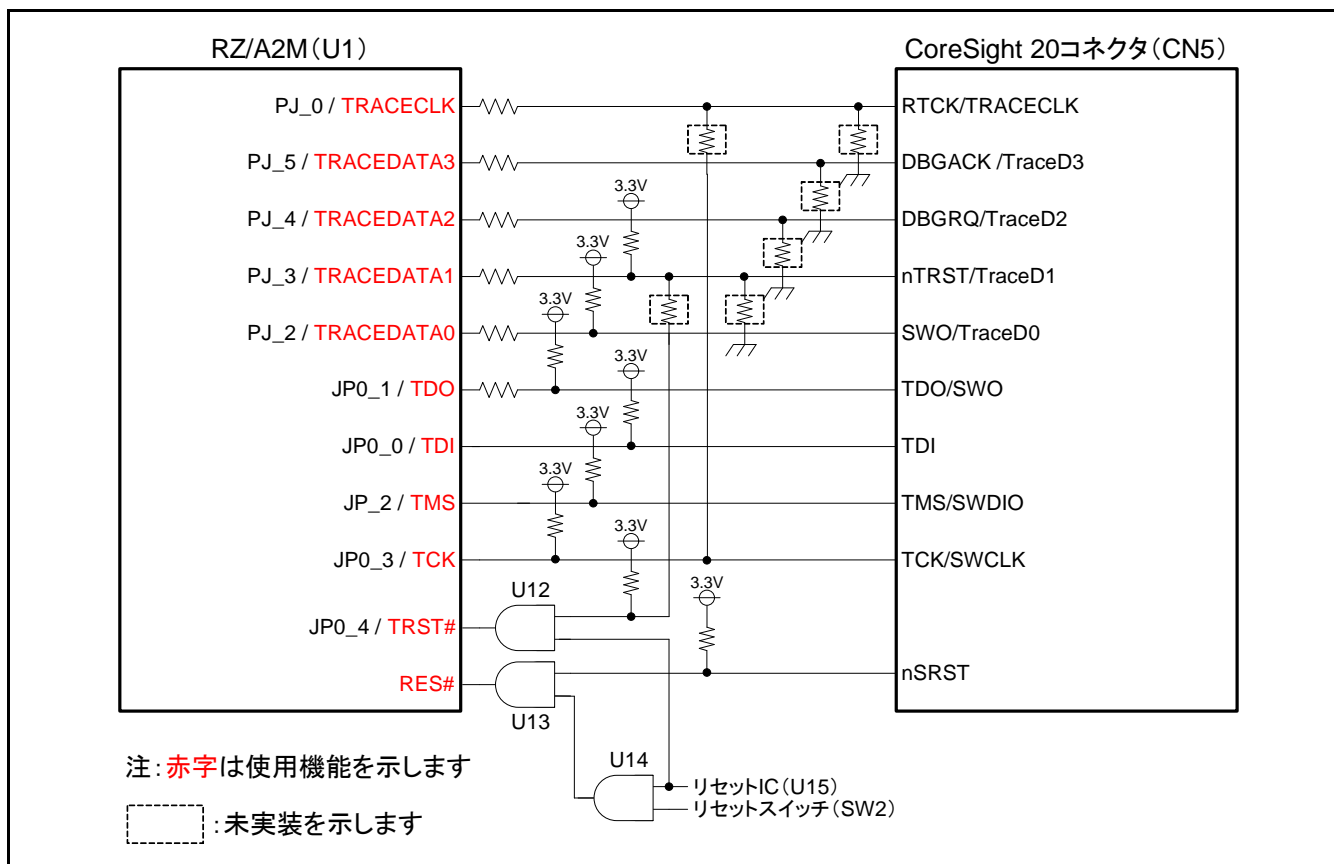 RZ/A2M(U1)
CoreSight 20コネクタ(CN5)
PJ_0 / TRACECLK
RTCK/TRACECLK
PJ_5 / TRACEDATA3
DBGACK /TraceD3
3.3V
PJ_4 / TRACEDATA2
DBGRQ/TraceD2
3.3V
PJ_3 / TRACEDATA1
nTRST/TraceD1
3.3V
PJ_2 / TRACEDATA0
SWO/TraceD0
3.3V
JP0_1 / TDO
TDO/SWO
3.3V
JP0_0 / TDI
TDI
3.3V
JP_2 / TMS
TMS/SWDIO
3.3V
JP0_3 / TCK
TCK/SWCLK
3.3V
U12
JP0_4 / TRST#
RES#
nSRST
U13
U14
注:赤字は使用機能を示します
リセットIC(U15)
リセットスイッチ(SW2)
:未実装を示します